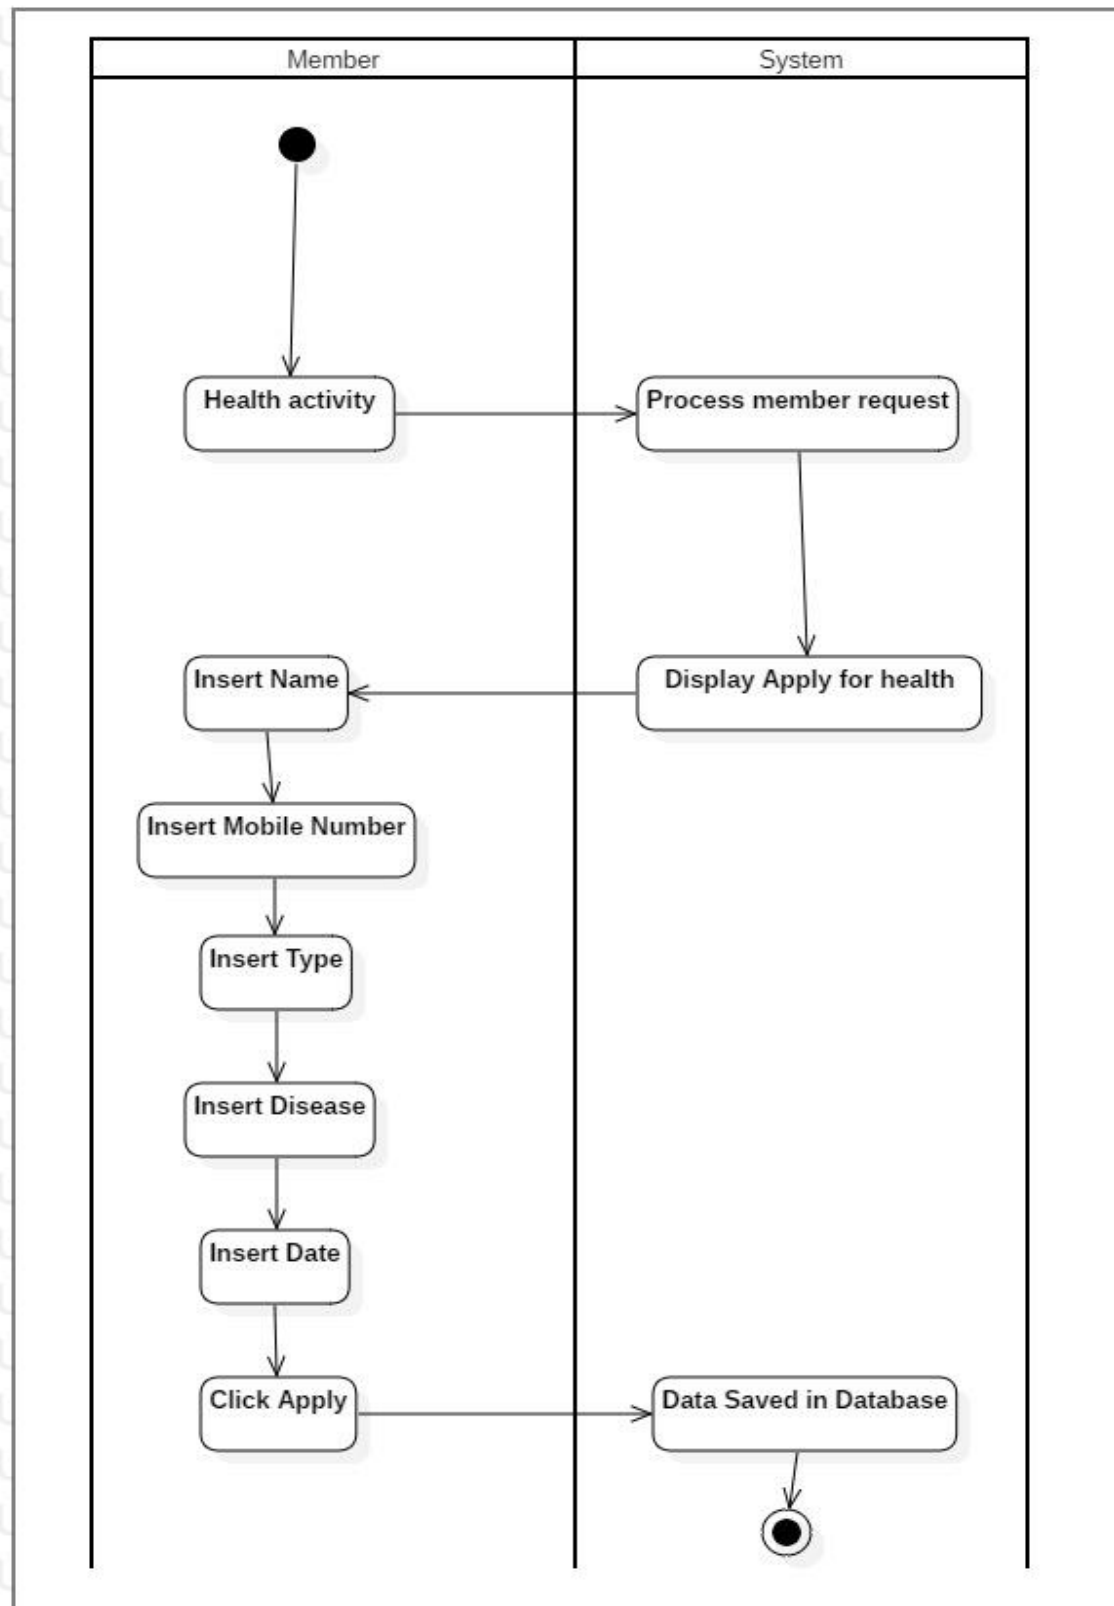 Member
System
Health activity
Process member request
Display Apply for health
Insert Name
Insert Mobile Number
Insert Type
Insert Disease
Insert Date
Click Apply
Data Saved in Database